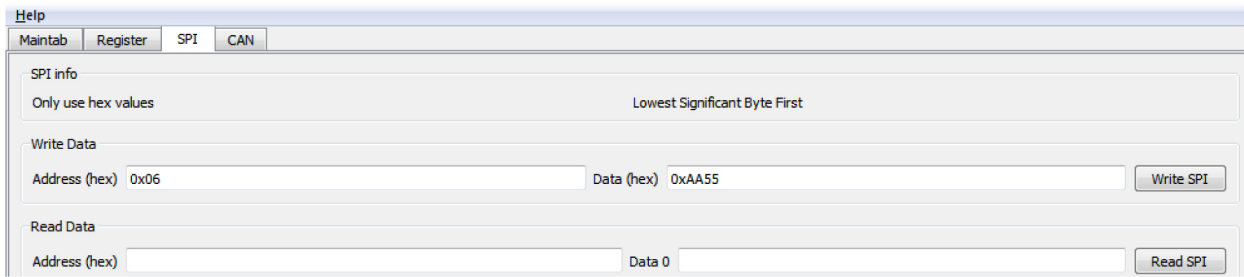 Help
Maintab Register SPI CAN
SPI info
Only use hex values Lowest Significant Byte First
Write Data
Address (hex) 0x06 Data (hex) 0xAA55 Write SPI
Read Data
Address (hex) Data 0 Read SPI